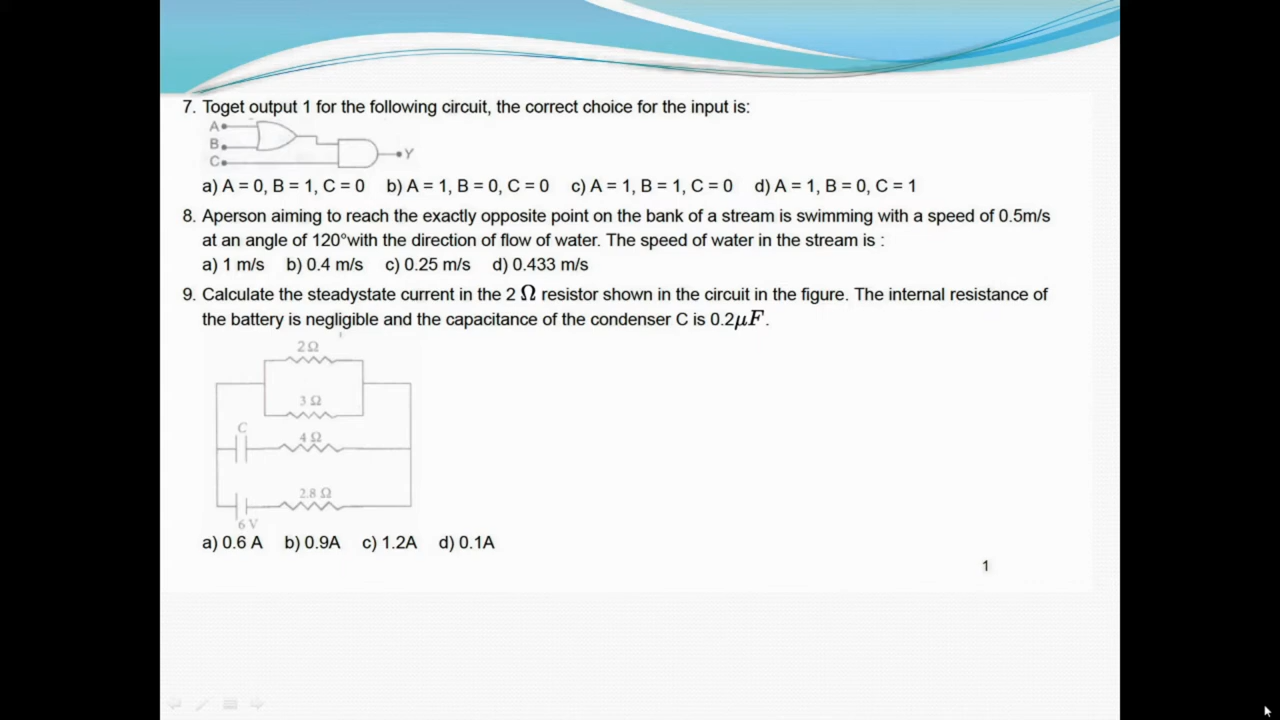 7. Toget output 1 for the following circuit, the correct choice for the input is:
A
B
C
Y
a) A = 0, B = 1, C = 0 b) A = 1, B = 0, C = 0 c) A = 1, B = 1, C = 0 d) A = 1, B = 0, C = 1
8. Aperson aiming to reach the exactly opposite point on the bank of a stream is swimming with a speed of 0.5m/s
at an angle of 120°with the direction of flow of water. The speed of water in the stream is :
a) 1 m/s b) 0.4 m/s c) 0.25 m/s d) 0.433 m/s
9. Calculate the steadystate current in the 2 Ω resistor shown in the circuit in the figure. The internal resistance of
the battery is negligible and the capacitance of the condenser C is 0.2μF.
2 Ω
3 Ω
C
4 Ω
2.8 Ω
6 V
a) 0.6 A b) 0.9A c) 1.2A d) 0.1A
1